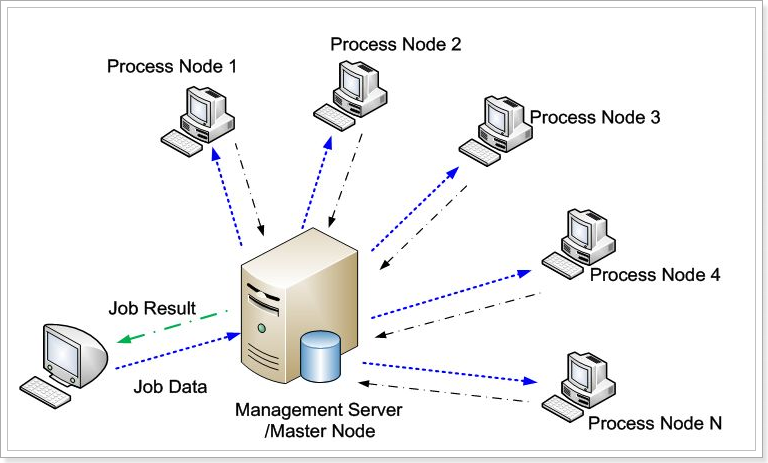 Process Node 1
Process Node 2
Process Node 3
Process Node 4
Job Result
Job Data
Management Server
/Master Node
Process Node N